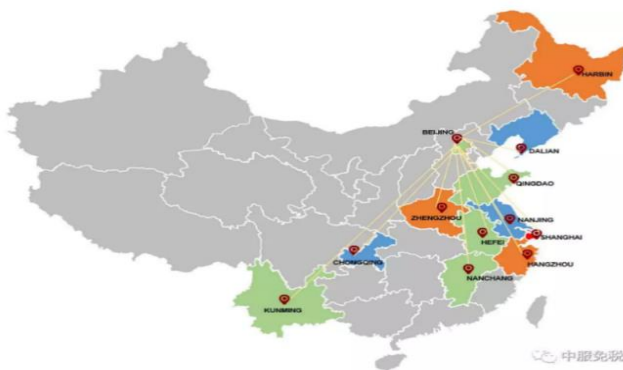 HARBIN
BEIJING
DALIAN
QINGDAO
ZHENGZHOU
NANJING
SHANGHAI
HEFEI
CHONGQING
HANGZHOU
NANCHANG
KUNMING
中服免税